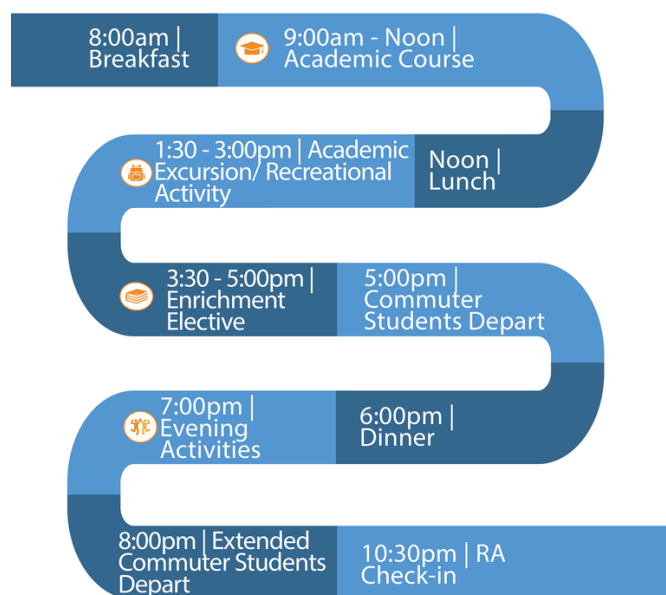 8:00am |
Breakfast
9:00am - Noon |
Academic Course
Noon |
Lunch
1:30 - 3:00pm | Academic
Excursion/ Recreational
Activity
3:30 - 5:00pm |
Enrichment
Elective
5:00pm |
Commuter
Students Depart
6:00pm |
Dinner
7:00pm |
Evening
Activities
8:00pm | Extended
Commuter Students
Depart
10:30pm | RA
Check-in